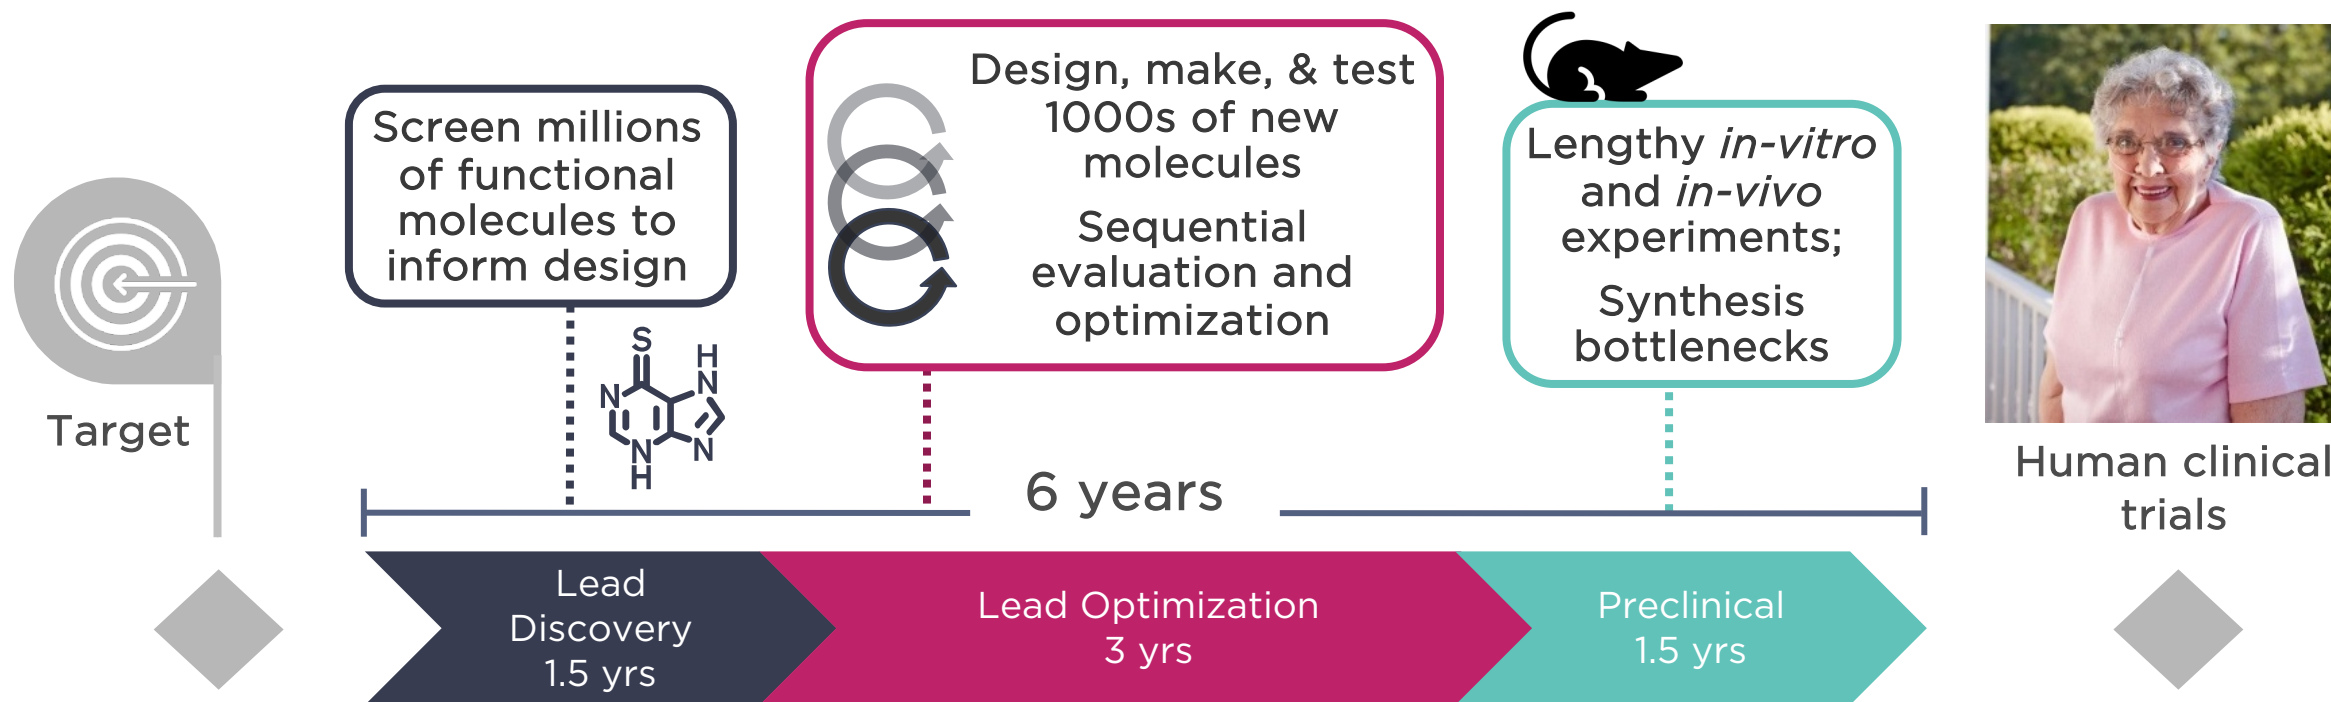 Target
Screen millions
of functional
molecules to
inform design
S
N
H
N
N
H
N
Design, make, & test
1000s of new
molecules
Sequential
evaluation and
optimization
Lengthy in-vitro
and in-vivo
experiments;
Synthesis
bottlenecks
Human clinical
trials
6 years
Lead
Discovery
1.5 yrs
Lead Optimization
3 yrs
Preclinical
1.5 yrs